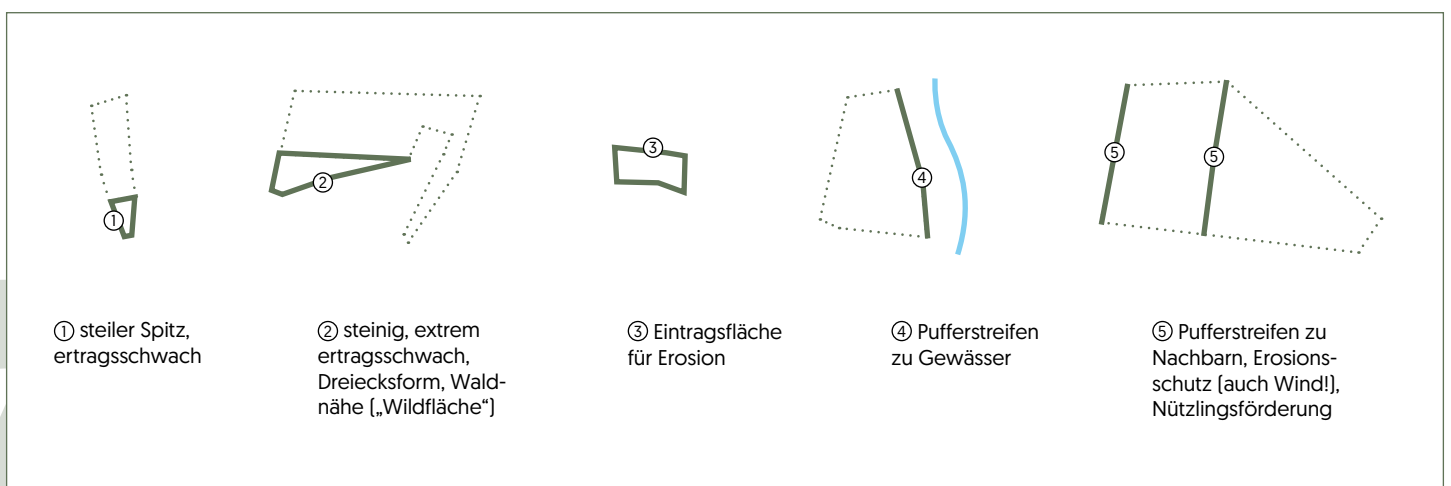 1
2
3
4
5
5
① steiler Spitz,
ertragsschwach
② steinig, extrem
ertragsschwach,
Dreiecksform, Wald-
nähe („Wildfläche“)
③ Eintragsfläche
für Erosion
④ Pufferstreifen
zu Gewässer
⑤ Pufferstreifen zu
Nachbarn, Erosions-
schutz (auch Wind!),
Nützlingsförderung